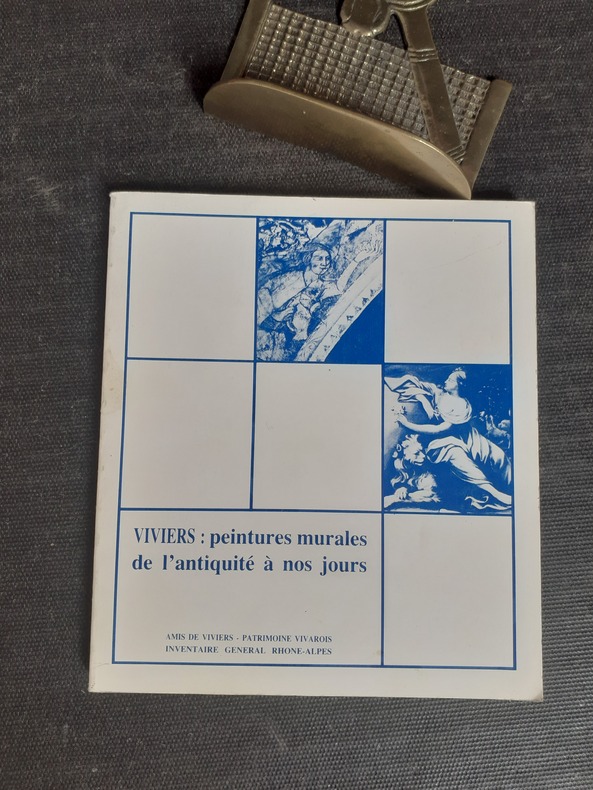 VIVIERS : peintures murales
de l'antiquité à nos jours
AMIS DE VIVIERS - PATRIMOINE VIVAROIS
INVENTAIRE GENERAL RHONE-ALPES